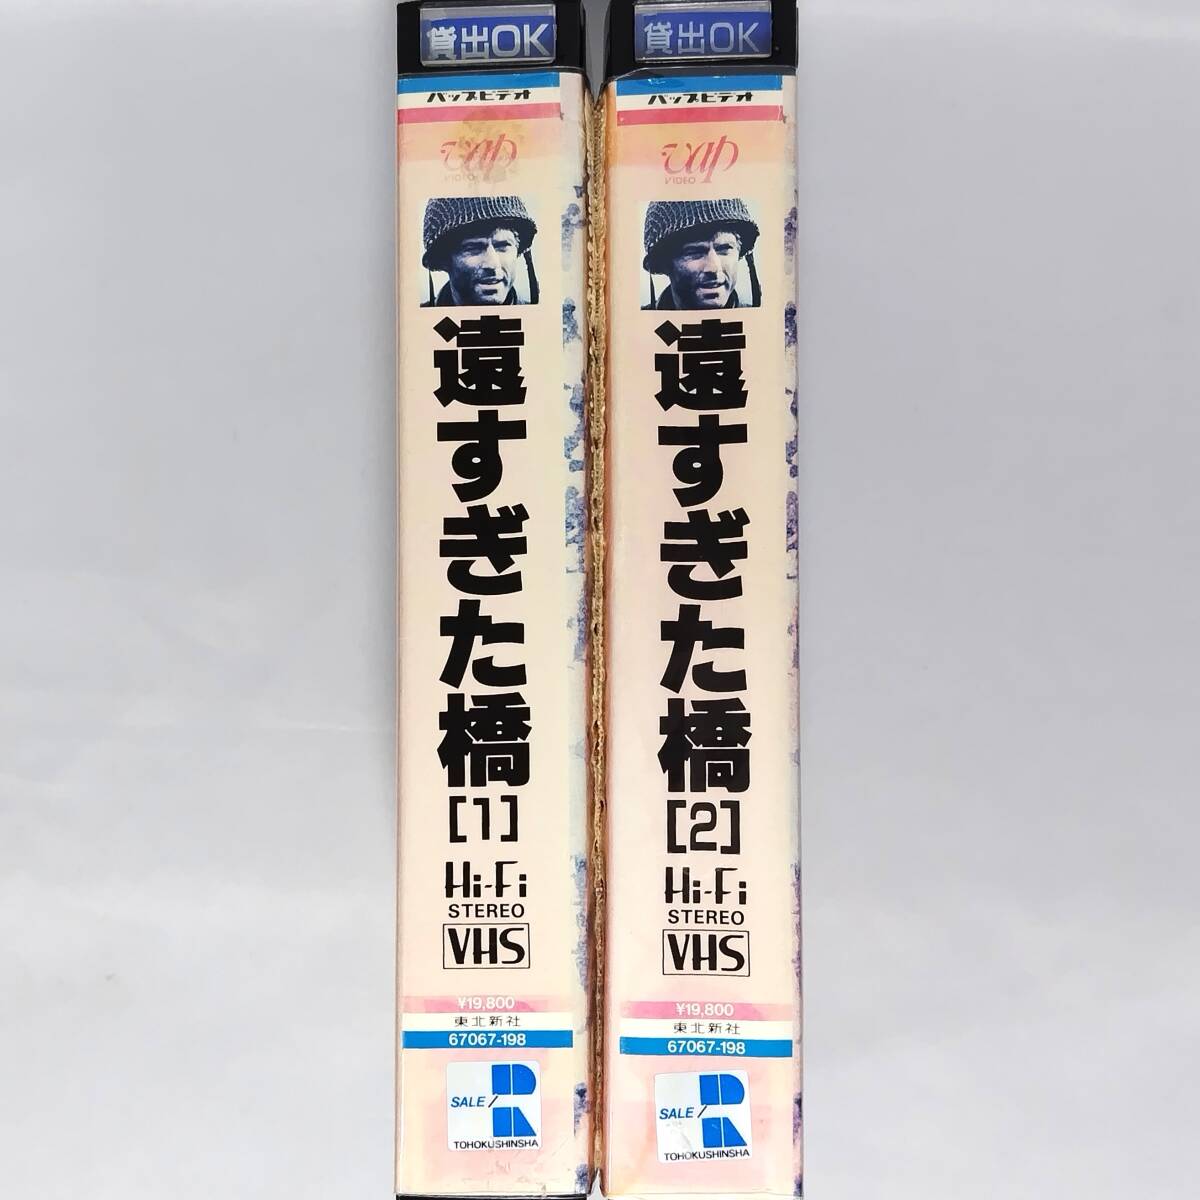 貸出OK
バップビデオ
vap
VIDEO
遠すぎた橋
[1]
Hi-Fi
STEREO
VHS
¥19,800
東北新社
67067-198
SALE/R
TOHOKUSHINSHA
貸出OK
バップビデオ
vap
VIDEO
遠すぎた橋
[2]
Hi-Fi
STEREO
VHS
¥19,800
東北新社
67067-198
SALE/R
TOHOKUSHINSHA